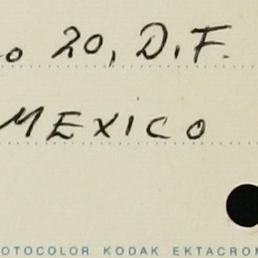 o 20, D.F.
MEXICO
OTOCOLOR KODAK EKTACROM